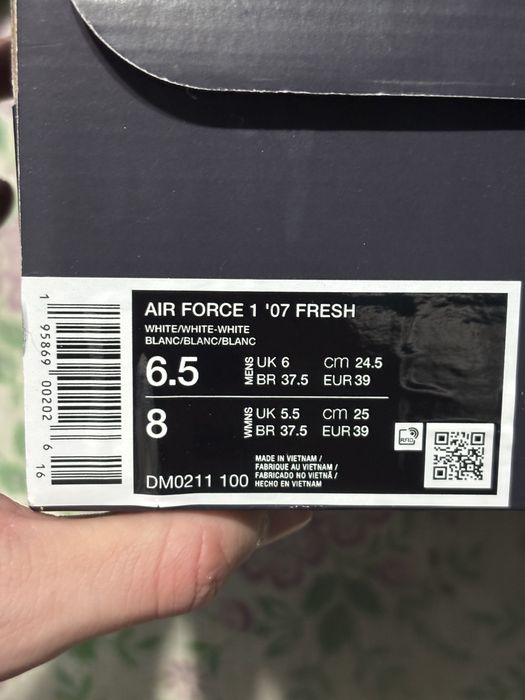 AIR FORCE 1 '07 FRESH
WHITE/WHITE-WHITE
BLANC/BLANC/BLANC
6.5 MENS UK 6 CM 24.5
BR 37.5 EUR 39
8 WMNS UK 5.5 CM 25
BR 37.5 EUR 39
RFID
MADE IN VIETNAM /
FABRIQUE AU VIETNAM /
FABRICADO NO VIETNÃ /
HECHO EN VIETNAM
DM0211 100
1 95869 00202 6 16